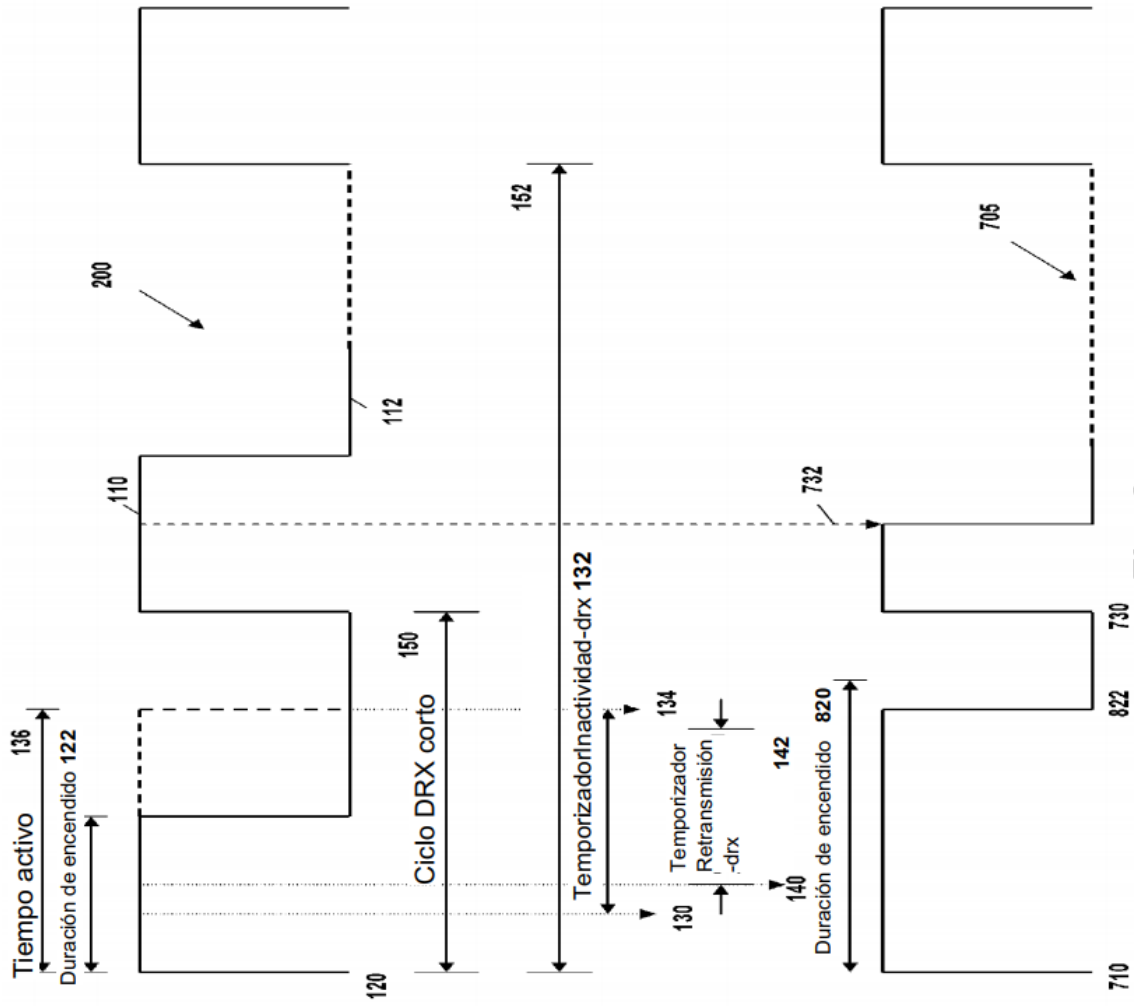 Tiempo activo
136
Duración de encendido 122
110
200
120
112
Ciclo DRX corto
150
152
TemporizadorInactividad-drx 132
130
134
Temporizador
Retransmisión
-drx
140
142
732
705
Duración de encendido 820
710
822
730